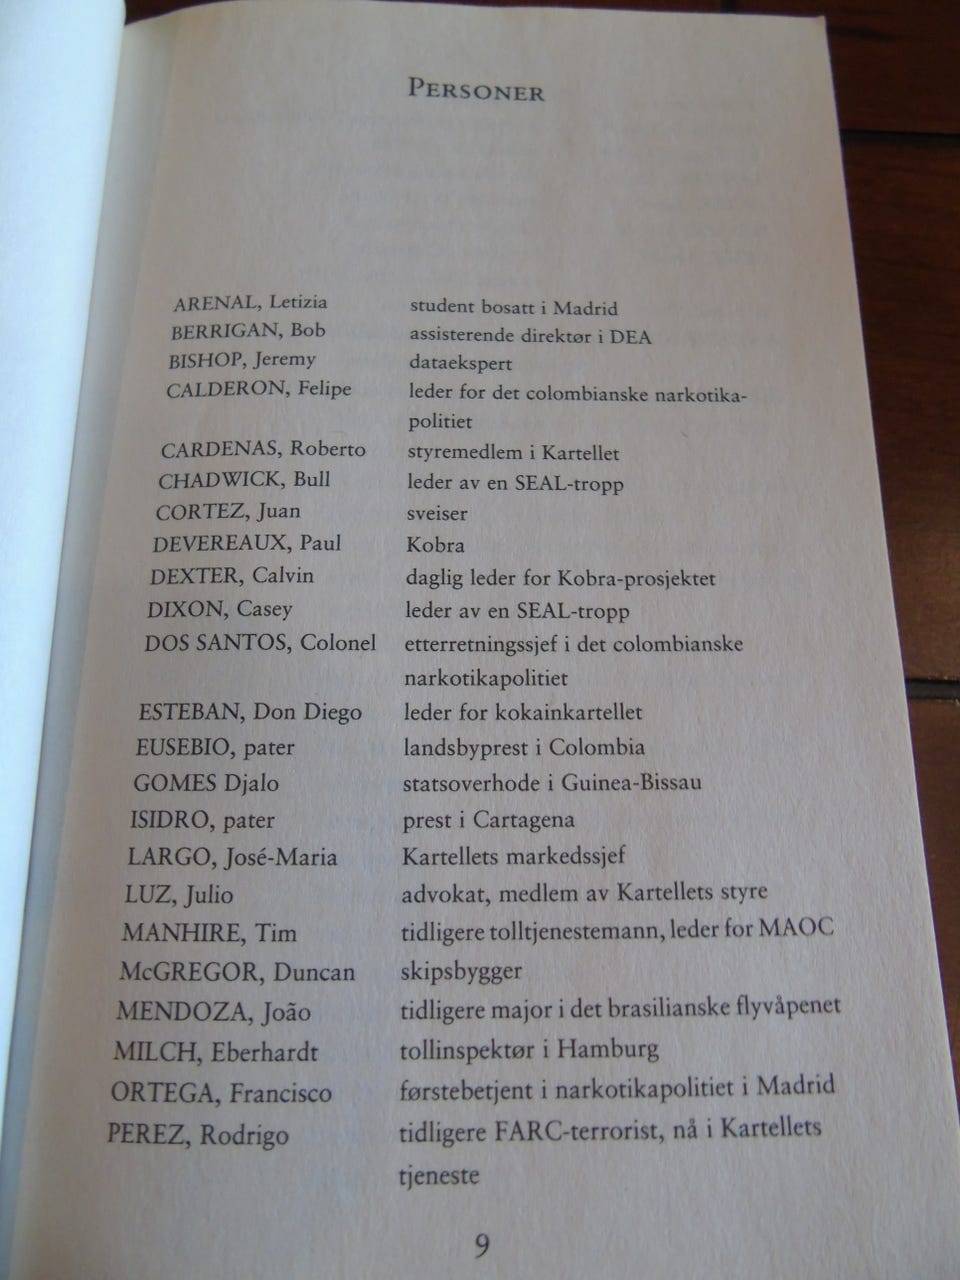 PERSONER
ARENAL, Letizia student bosatt i Madrid
BERRIGAN, Bob assisterende direktør i DEA
BISHOP, Jeremy dataekspert
CALDERON, Felipe leder for det colombianske narkotika-
politiet
CARDENAS, Roberto styremedlem i Kartellet
CHADWICK, Bull leder av en SEAL-tropp
CORTEZ, Juan sveiser
DEVEREAUX, Paul Kobra
DEXTER, Calvin daglig leder for Kobra-prosjektet
DIXON, Casey leder av en SEAL-tropp
DOS SANTOS, Colonel etterretningssjef i det colombianske
narkotikapolitiet
ESTEBAN, Don Diego leder for kokainkartellet
EUSEBIO, pater landsbyprest i Colombia
GOMES Djalo statsoverhode i Guinea-Bissau
ISIDRO, pater prest i Cartagena
LARGO, José-Maria Kartellets markedssjef
LUZ, Julio advokat, medlem av Kartellets styre
MANHIRE, Tim tidligere tolltjenestemann, leder for MAOC
McGREGOR, Duncan skipsbygger
MENDOZA, João tidligere major i det brasilianske flyvåpenet
MILCH, Eberhardt tollinspektør i Hamburg
ORTEGA, Francisco førstebetjent i narkotikapolitiet i Madrid
PEREZ, Rodrigo tidligere FARC-terrorist, nå i Kartellets
tjeneste
9